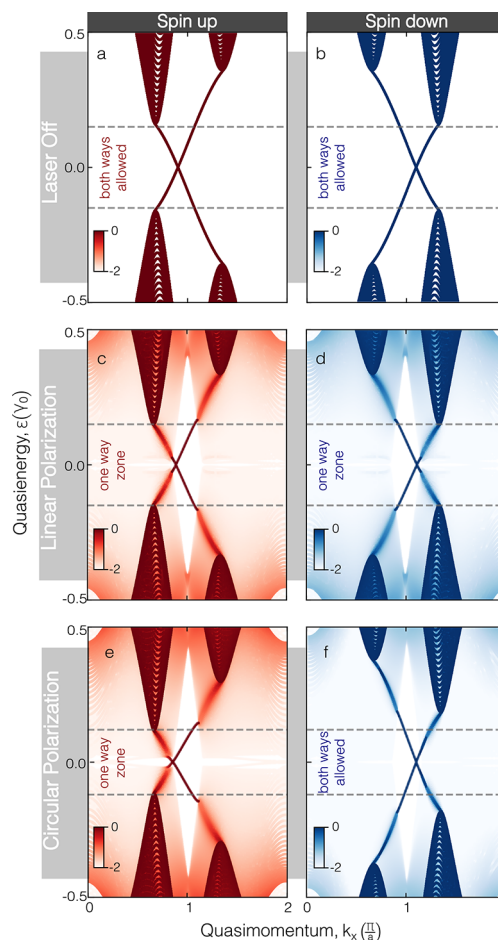 Spin up
Spin down
Laser Off
Linear Polarization
Circular Polarization
Quasienergy, ε(γ₀)
0.5
0.0
-0.5
a
both ways
allowed
0
-2
b
both ways
allowed
0
-2
0.5
0.0
-0.5
c
one way
zone
0
-2
d
one way
zone
0
-2
0.5
0.0
-0.5
e
one way
zone
0
-2
f
both ways
allowed
0
-2
0
1
2
1
Quasimomentum, kₓ(π/a)